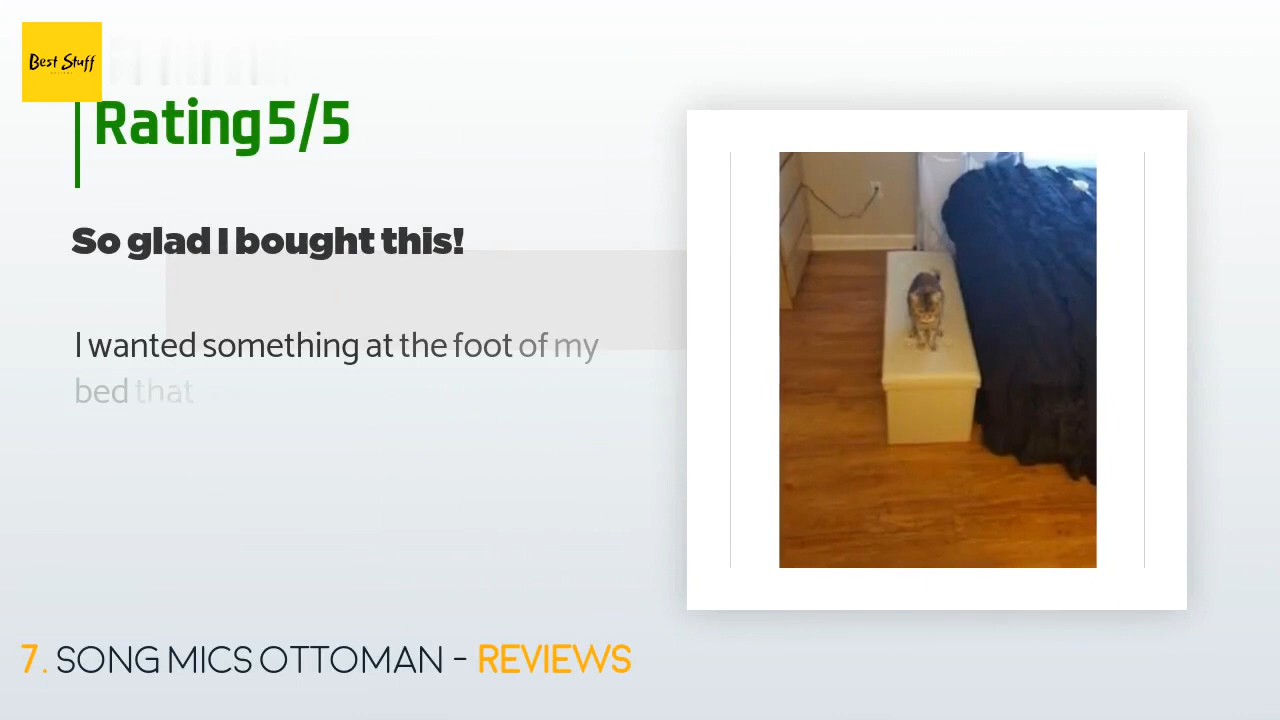 Best Stuff
Rating 5/5
So glad I bought this!
I wanted something at the foot of my
bed that
7. SONG MICS OTTOMAN - REVIEWS